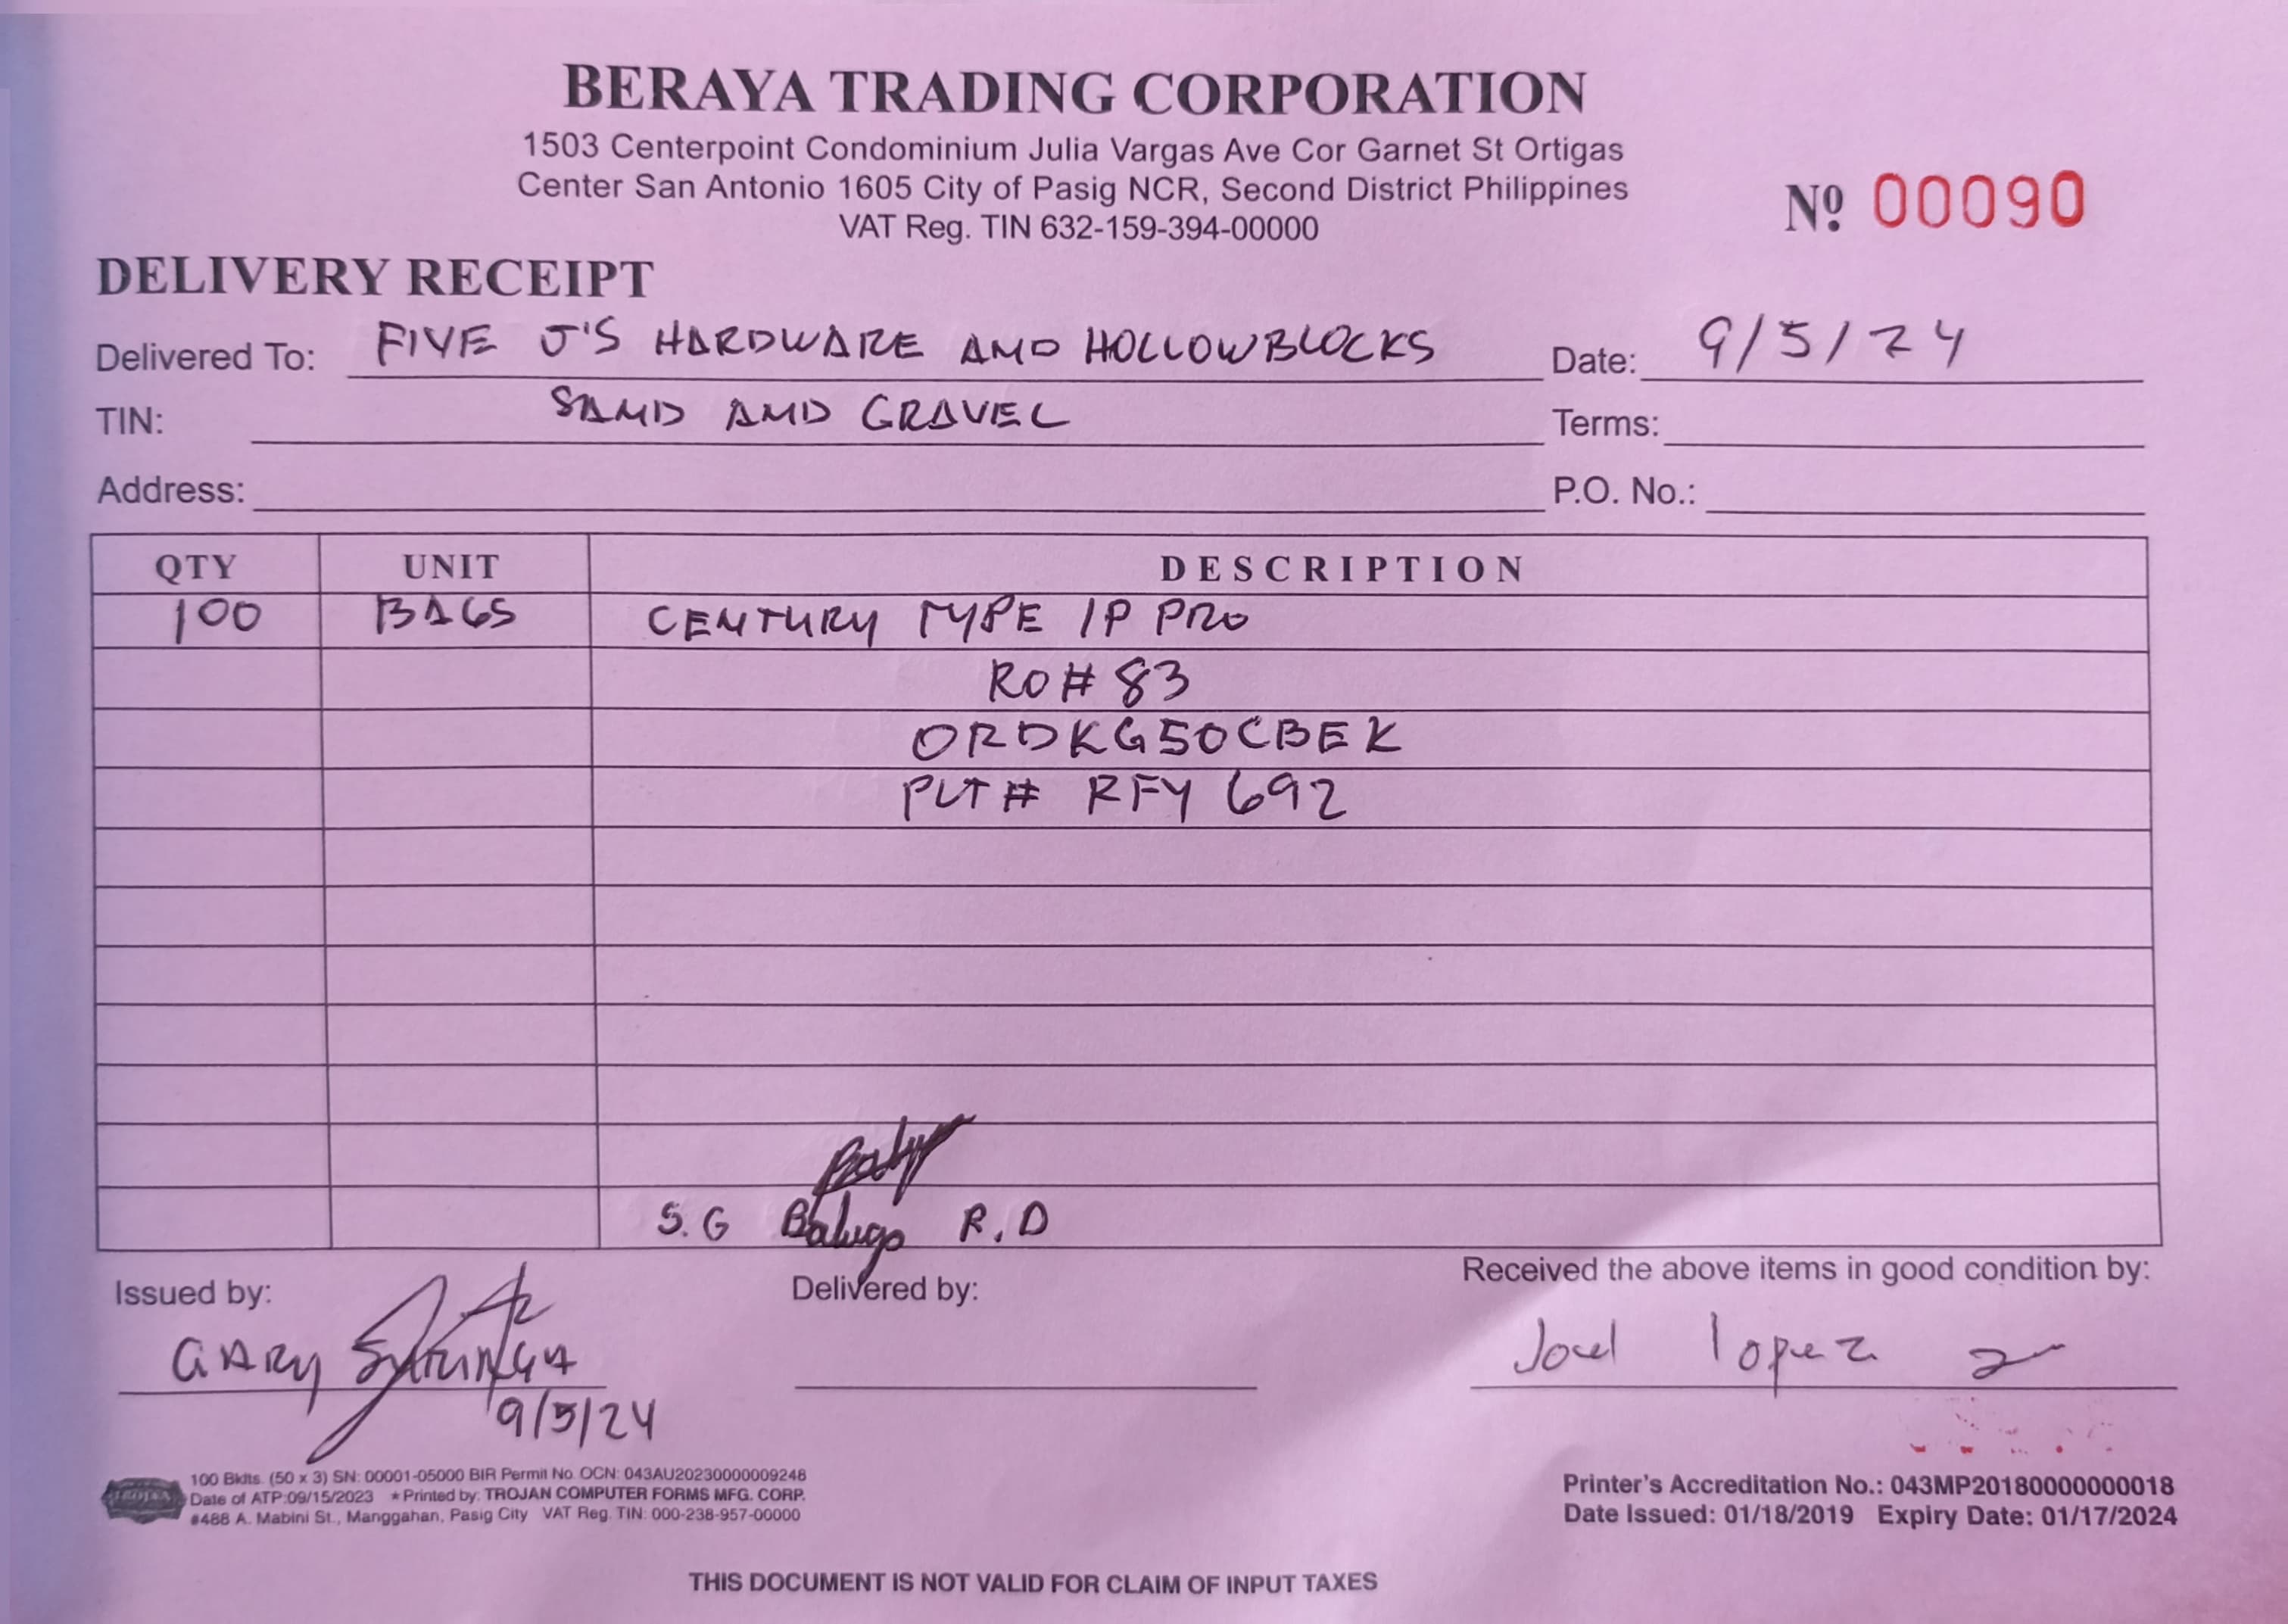 BERAYA TRADING CORPORATION
1503 Centerpoint Condominium Julia Vargas Ave Cor Garnet St Ortigas
Center San Antonio 1605 City of Pasig NCR, Second District Philippines
VAT Reg. TIN 632-159-394-00000
Nº 00090
DELIVERY RECEIPT
Delivered To: FIVE J'S HARDWARE AND HOLLOWBLOCKS Date: 9/5/24
TIN: SAND AND GRAVEL Terms:
Address: P.O. No.:
QTY UNIT DESCRIPTION
100 BAGS CENTURY TYPE 1P PRO
RO# 83
ORDKG50CBEK
PLT# RFY 692
S.G Balugo R.D
Issued by: Delivered by: Received the above items in good condition by:
GARY Joel lopez
9/5/24
100 Bklts. (50 x 3) SN: 00001-05000 BIR Permit No. OCN: 043AU20230000009248
Date of ATP:09/15/2023 ★Printed by: TROJAN COMPUTER FORMS MFG. CORP.
#488 A. Mabini St., Manggahan, Pasig City VAT Reg. TIN: 000-238-957-00000
TROJAN
Printer's Accreditation No.: 043MP20180000000018
Date Issued: 01/18/2019 Expiry Date: 01/17/2024
THIS DOCUMENT IS NOT VALID FOR CLAIM OF INPUT TAXES